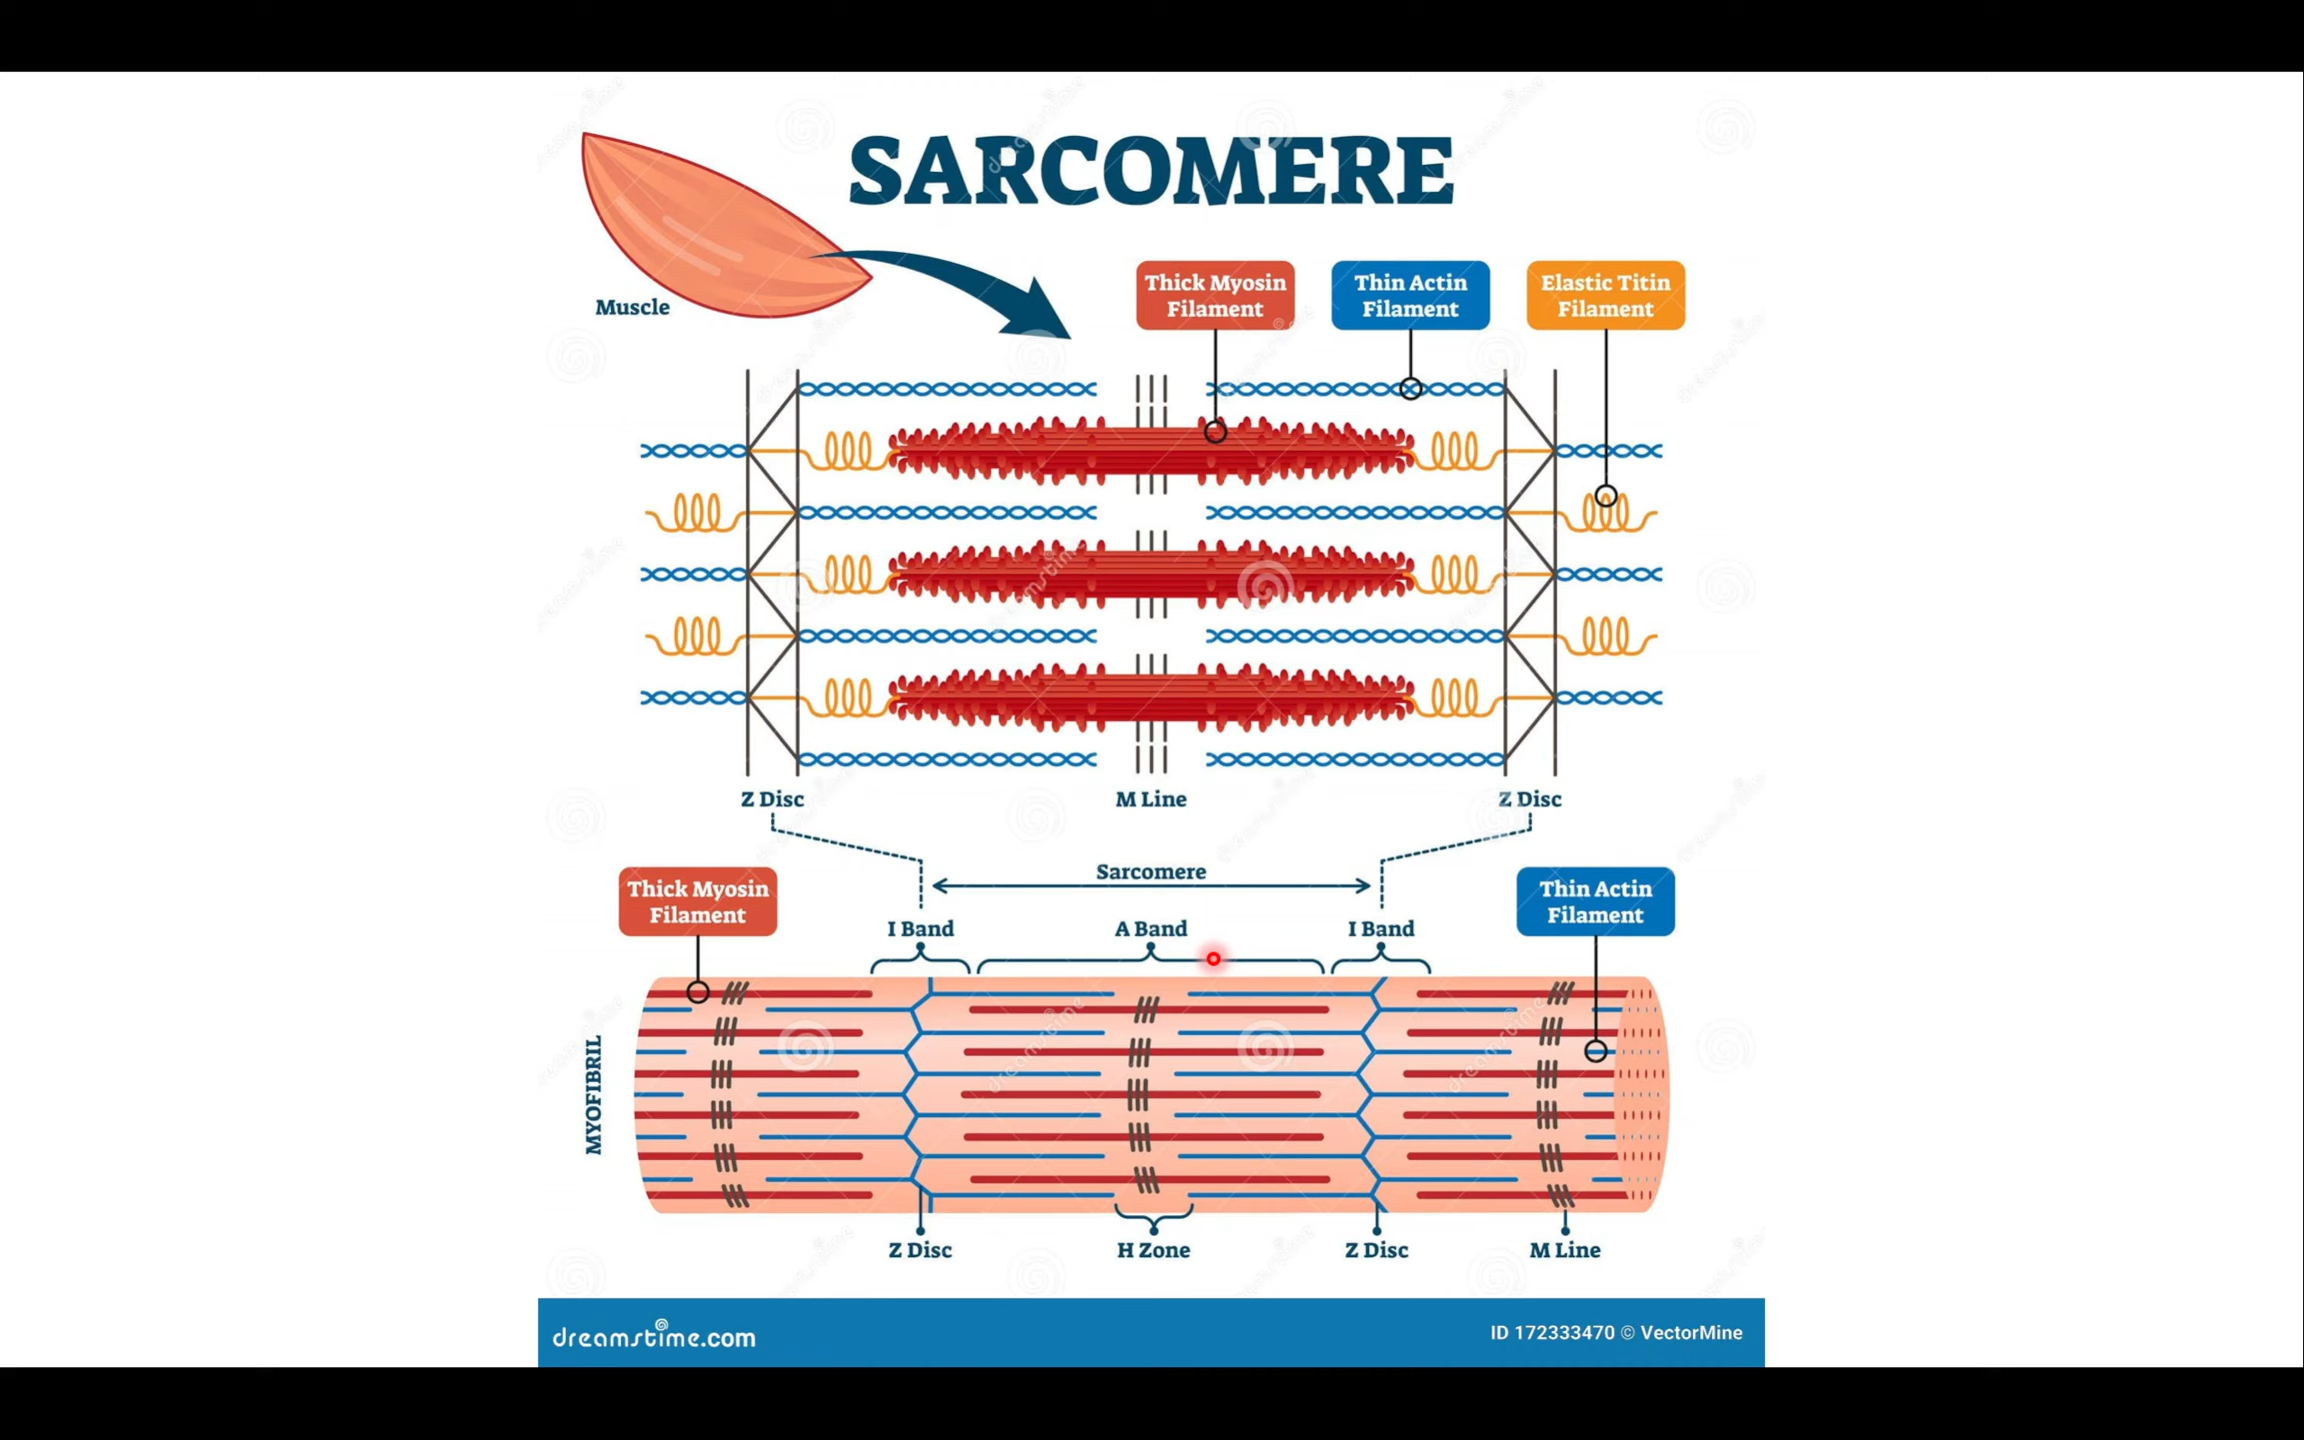 SARCOMERE
Muscle
Thick Myosin
Filament
Thin Actin
Filament
Elastic Titin
Filament
Z Disc
M Line
Z Disc
Sarcomere
Thick Myosin
Filament
Thin Actin
Filament
I Band
A Band
I Band
MYOFIBRIL
Z Disc
H Zone
Z Disc
M Line
dreamstime.com
ID 172333470 © VectorMine